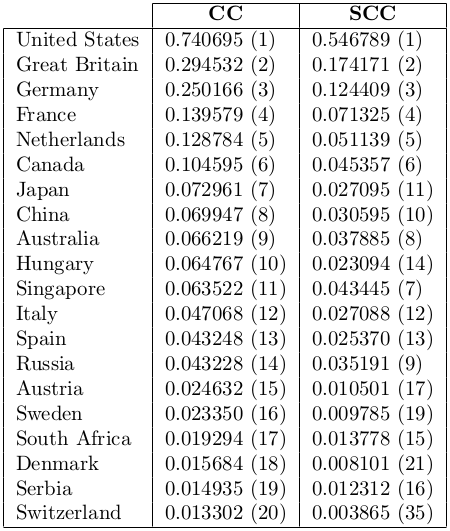 CC SCC
United States 0.740695 (1) 0.546789 (1)
Great Britain 0.294532 (2) 0.174171 (2)
Germany 0.250166 (3) 0.124409 (3)
France 0.139579 (4) 0.071325 (4)
Netherlands 0.128784 (5) 0.051139 (5)
Canada 0.104595 (6) 0.045357 (6)
Japan 0.072961 (7) 0.027095 (11)
China 0.069947 (8) 0.030595 (10)
Australia 0.066219 (9) 0.037885 (8)
Hungary 0.064767 (10) 0.023094 (14)
Singapore 0.063522 (11) 0.043445 (7)
Italy 0.047068 (12) 0.027088 (12)
Spain 0.043248 (13) 0.025370 (13)
Russia 0.043228 (14) 0.035191 (9)
Austria 0.024632 (15) 0.010501 (17)
Sweden 0.023350 (16) 0.009785 (19)
South Africa 0.019294 (17) 0.013778 (15)
Denmark 0.015684 (18) 0.008101 (21)
Serbia 0.014935 (19) 0.012312 (16)
Switzerland 0.013302 (20) 0.003865 (35)